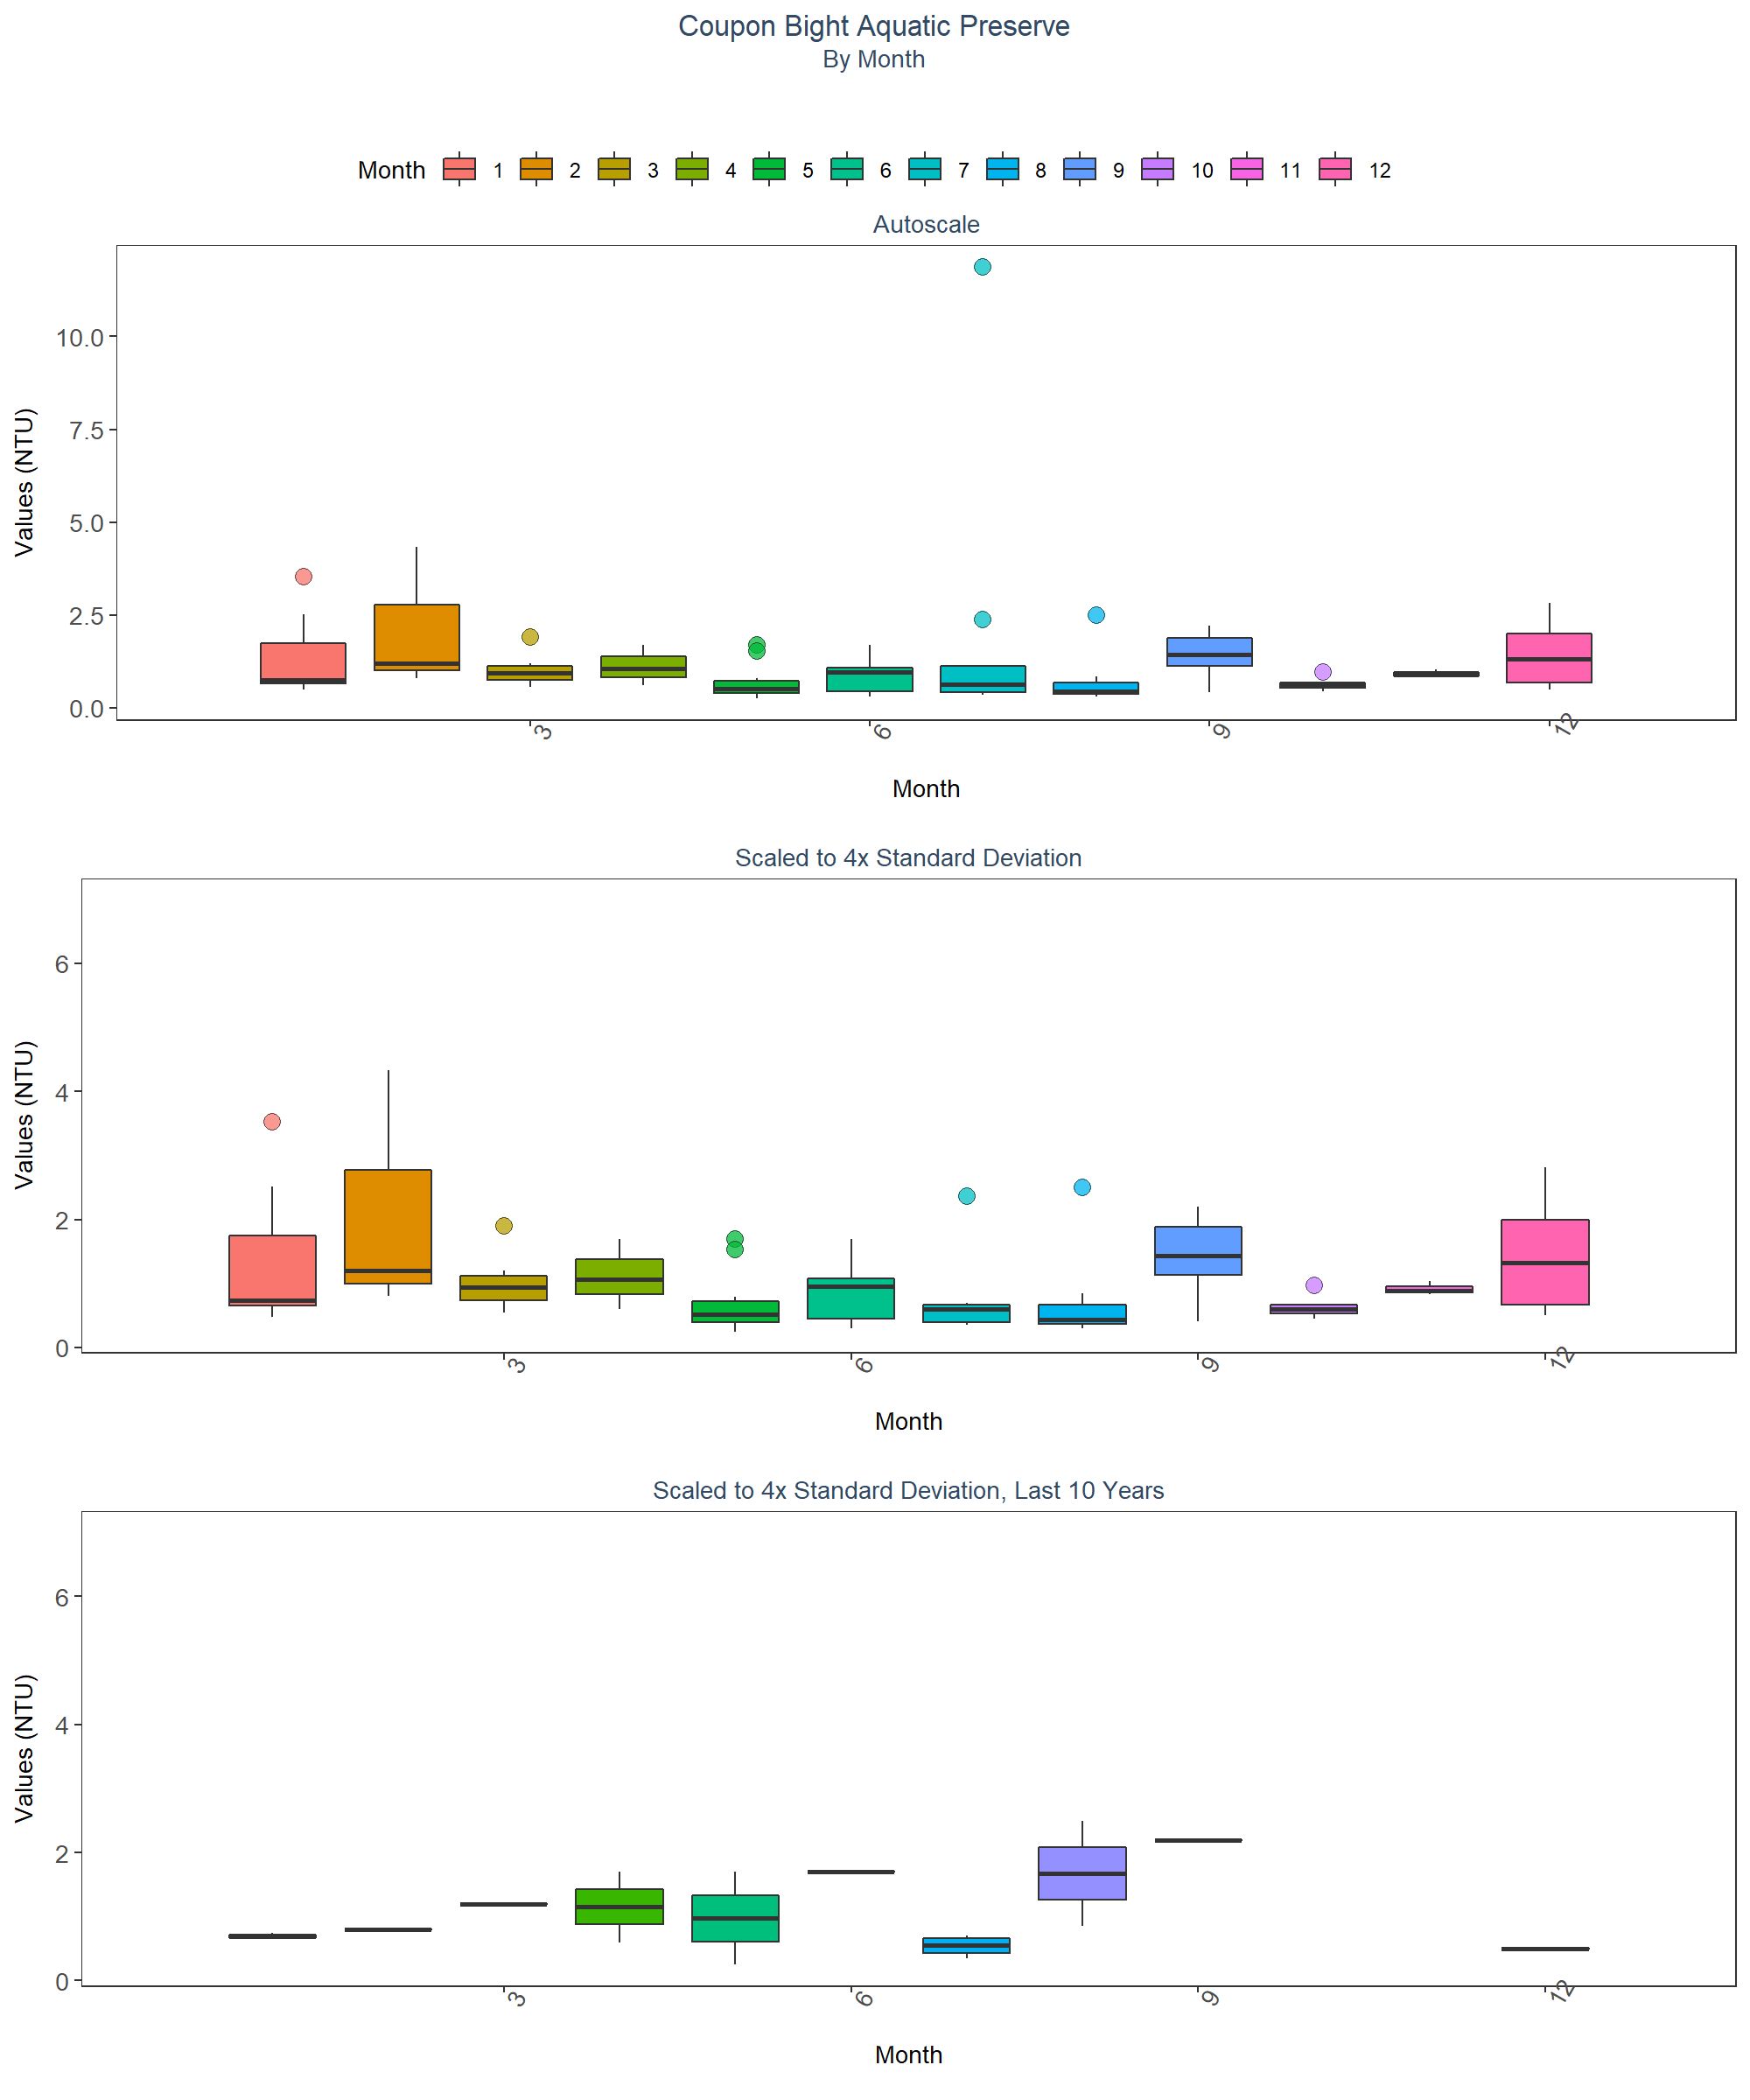 Coupon Bight Aquatic Preserve
By Month
Month 1 2 3 4 5 6 7 8 9 10 11 12
Autoscale
Values (NTU)
10.0
7.5
5.0
2.5
0.0
3 6 9 12
Month
Scaled to 4x Standard Deviation
Values (NTU)
6
4
2
0
3 6 9 12
Month
Scaled to 4x Standard Deviation, Last 10 Years
Values (NTU)
6
4
2
0
3 6 9 12
Month